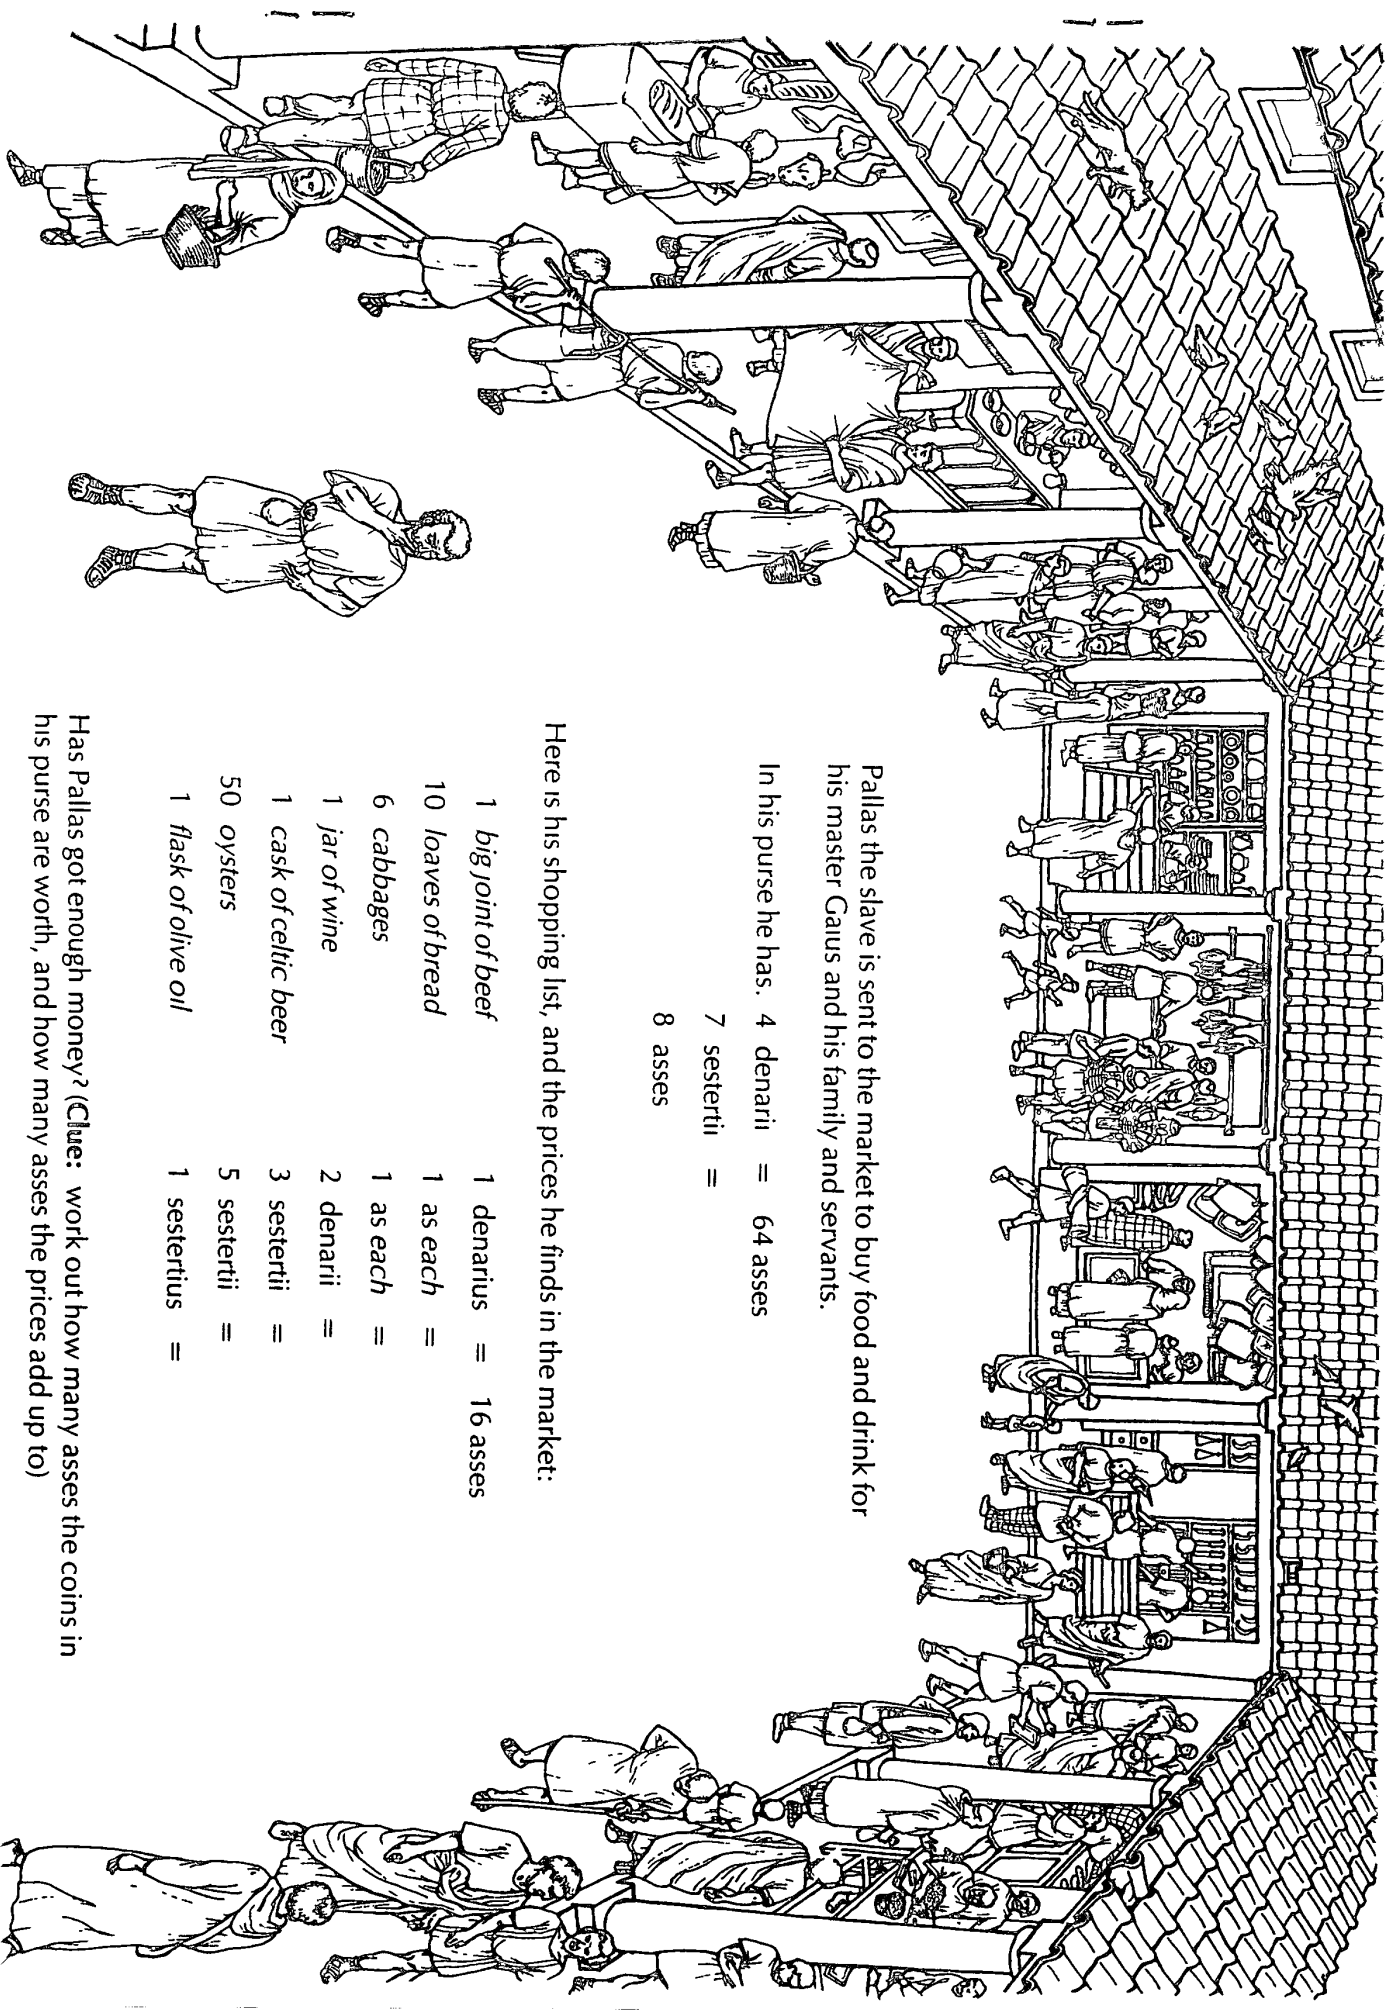 Pallas the slave is sent to the market to buy food and drink for
his master Gaius and his family and servants.
In his purse he has. 4 denarii = 64 asses
7 sestertii =
8 asses
Here is his shopping list, and the prices he finds in the market:
1 big joint of beef 1 denarius = 16 asses
10 loaves of bread 1 as each =
6 cabbages 1 as each =
1 jar of wine 2 denarii =
1 cask of celtic beer 3 sestertii =
50 oysters 5 sestertii =
1 flask of olive oil 1 sestertius =
Has Pallas got enough money? (Clue: work out how many asses the coins in
his purse are worth, and how many asses the prices add up to)